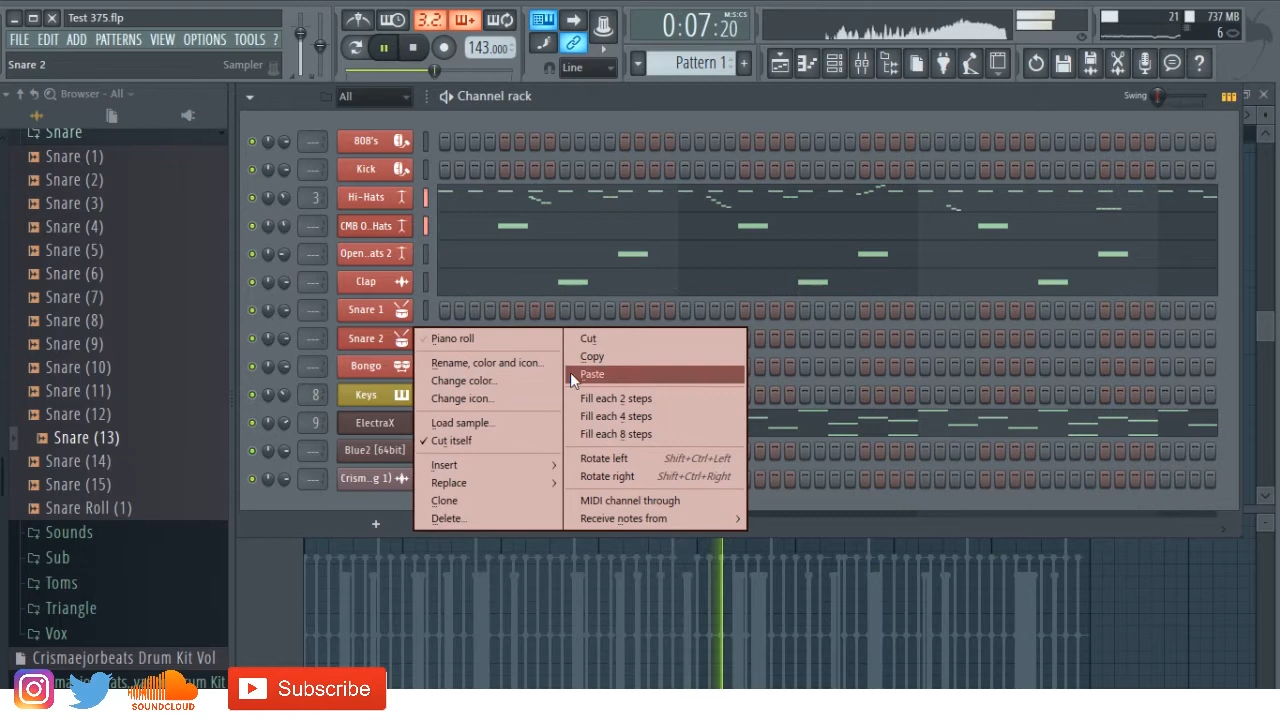 Test 375.flp
FILE EDIT ADD PATTERNS VIEW OPTIONS TOOLS ?
Snare 2 Sampler
3.2.
143.000
Line
M:S:CS
0:07:20
Pattern 1
21 737 MB
6
Browser - All
All
Channel rack
Swing
Snare
Snare (1)
Snare (2)
Snare (3)
Snare (4)
Snare (5)
Snare (6)
Snare (7)
Snare (8)
Snare (9)
Snare (10)
Snare (11)
Snare (12)
Snare (13)
Snare (14)
Snare (15)
Snare Roll (1)
Sounds
Sub
Toms
Triangle
Vox
Crismaejorbeats Drum Kit Vol
808's
Kick
3 Hi-Hats
CMB O..Hats
Open..ats 2
Clap
Snare 1
Snare 2
Bongo
8 Keys
9 ElectraX
Blue2 [64bit]
Crism..g 1)
+
Piano roll
Rename, color and icon...
Change color...
Change icon...
Load sample...
Cut itself
Insert
Replace
Clone
Delete...
Cut
Copy
Paste
Fill each 2 steps
Fill each 4 steps
Fill each 8 steps
Rotate left Shift+Ctrl+Left
Rotate right Shift+Ctrl+Right
MIDI channel through
Receive notes from
SOUNDCLOUD
Subscribe